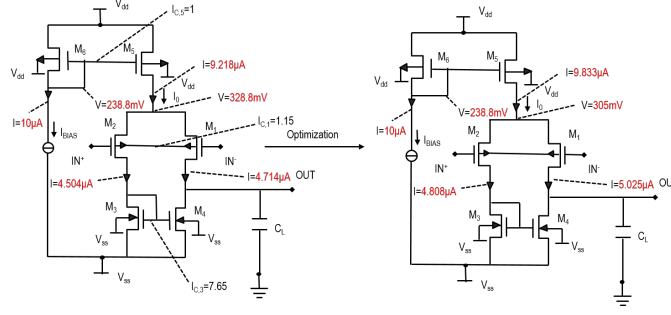 V_dd
I_C,5=1
M_6
M_5
V_dd
I=9.218µA
V_dd
V=238.8mV
I_0
V=328.8mV
I=10µA
I_BIAS
M_2
M_1
I_C,1=1.15
IN⁺
IN⁻
I=4.504µA
I=4.714µA
OUT
M_3
M_4
V_ss
V_ss
C_L
V_ss
I_C,3=7.65
Optimization
V_dd
M_6
M_5
V_dd
I=9.833µA
V_dd
V=238.8mV
I_0
V=305mV
I=10µA
I_BIAS
M_2
M_1
IN⁺
IN⁻
I=4.808µA
I=5.025µA
M_3
M_4
V_ss
V_ss
C_L
V_ss